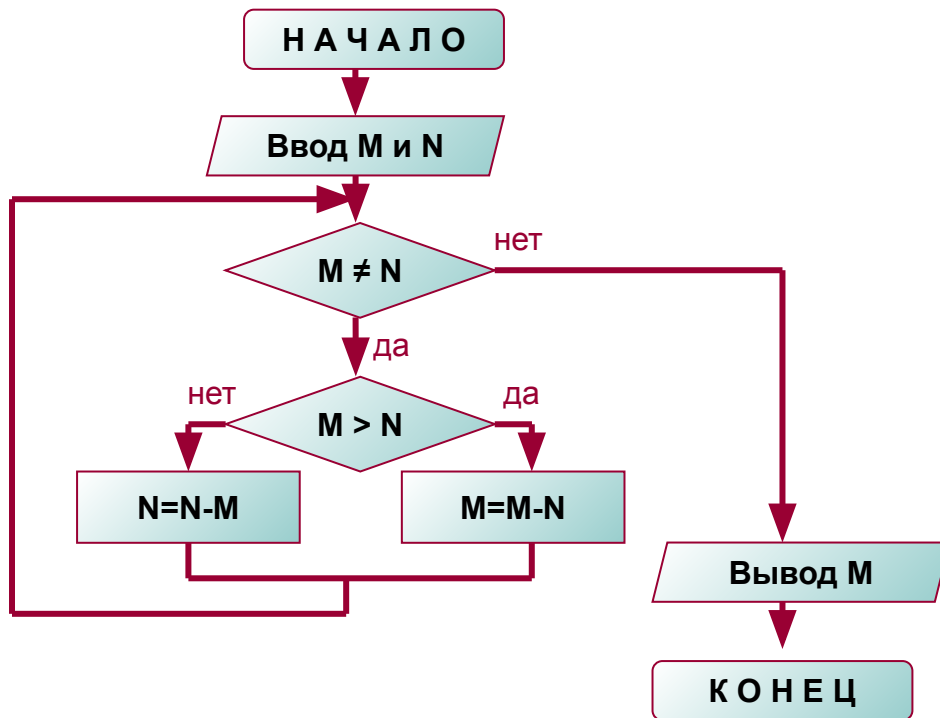 Н А Ч А Л О
Ввод M и N
M ≠ N
нет
да
M > N
нет
да
N=N-M
M=M-N
Вывод M
К О Н Е Ц